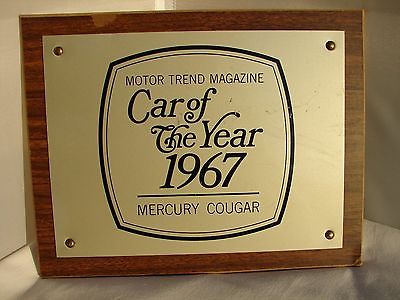 MOTOR TREND MAGAZINE
Car of
The Year
1967
MERCURY COUGAR